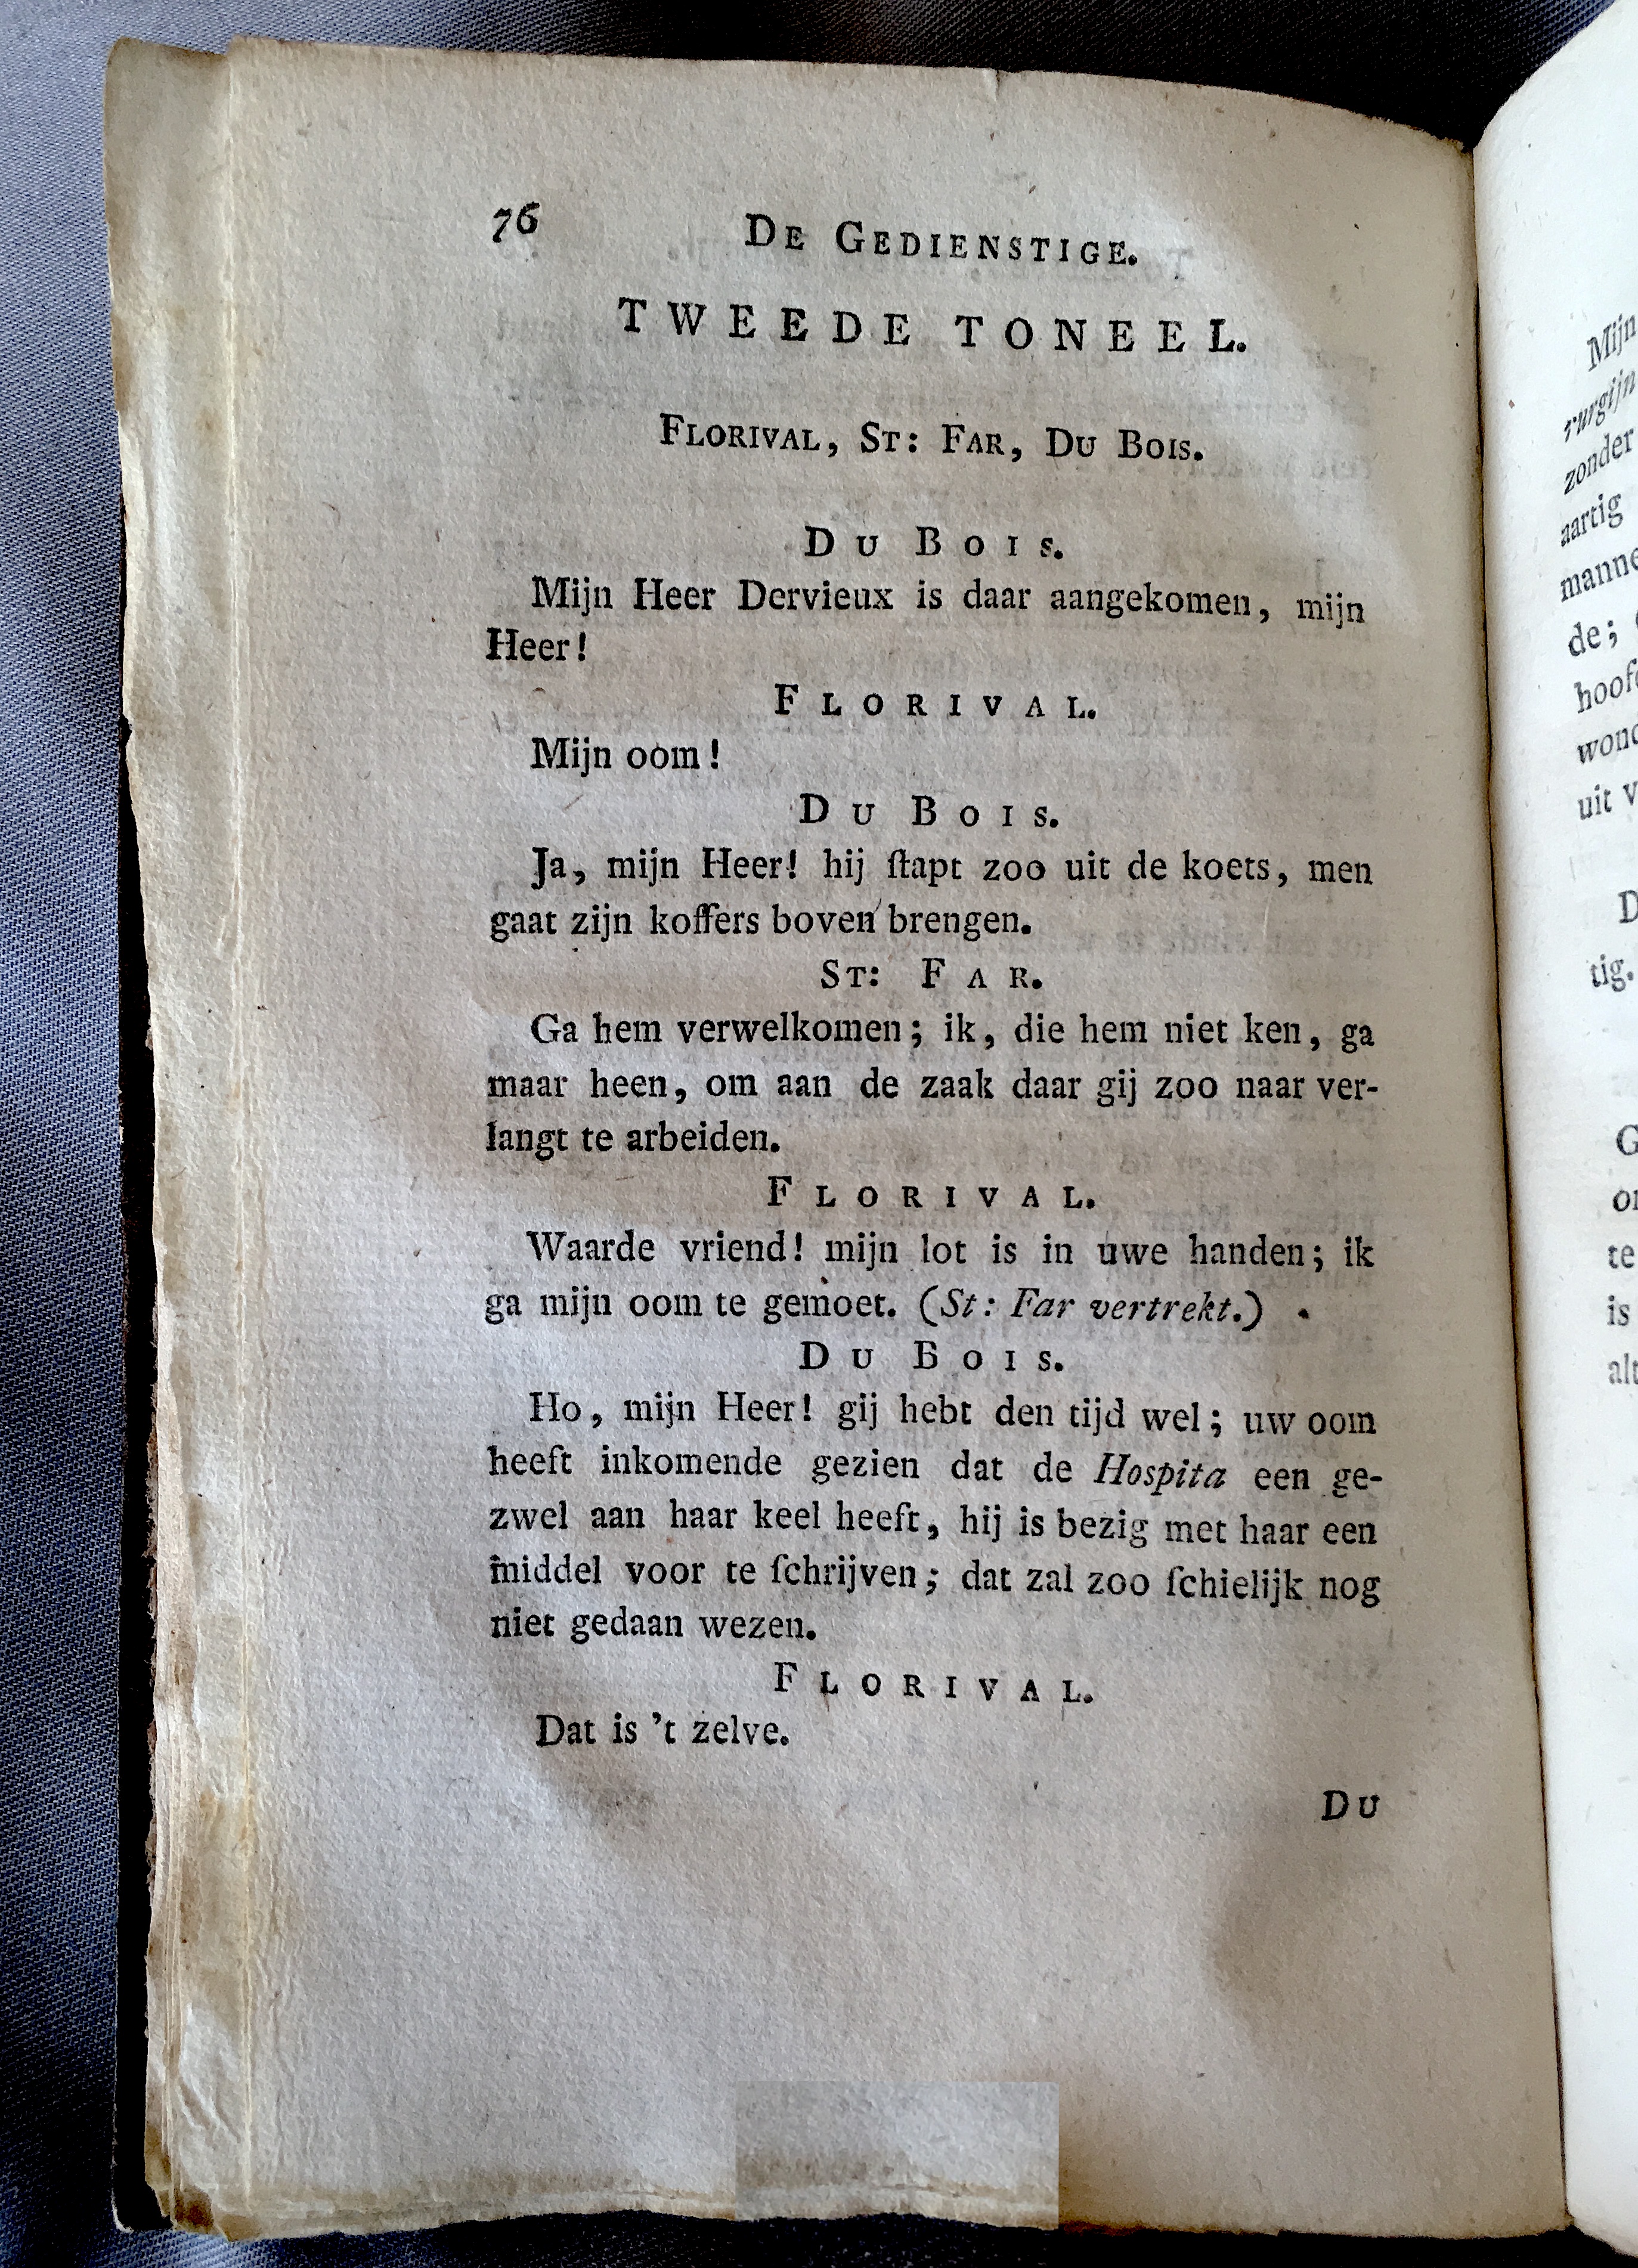 76 DE GEDIENSTIGE.
TWEEDE TONEEL.
FLORIVAL, ST: FAR, DU BOIS.
DU BOIS.
Mijn Heer Dervieux is daar aangekomen, mijn
Heer!
FLORIVAL.
Mijn oom!
DU BOIS.
Ja, mijn Heer! hij ſtapt zoo uit de koets, men
gaat zijn koffers boven brengen.
ST: FAR.
Ga hem verwelkomen; ik, die hem niet ken, ga
maar heen, om aan de zaak daar gij zoo naar ver-
langt te arbeiden.
FLORIVAL.
Waarde vriend! mijn lot is in uwe handen; ik
ga mijn oom te gemoet. (St: Far vertrekt.)
DU BOIS.
Ho, mijn Heer! gij hebt den tijd wel; uw oom
heeft inkomende gezien dat de Hospita een ge-
zwel aan haar keel heeft, hij is bezig met haar een
middel voor te ſchrijven; dat zal zoo ſchielijk nog
niet gedaan wezen.
FLORIVAL.
Dat is 't zelve.
DU
Mijn
rurgijn
zonder
aartig
manne
de;
hoofd
wond
uit v
D
tig.
G
te
is
alt